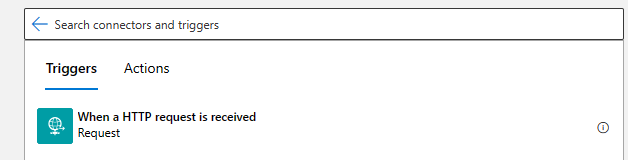 Search connectors and triggers
Triggers Actions
When a HTTP request is received
Request